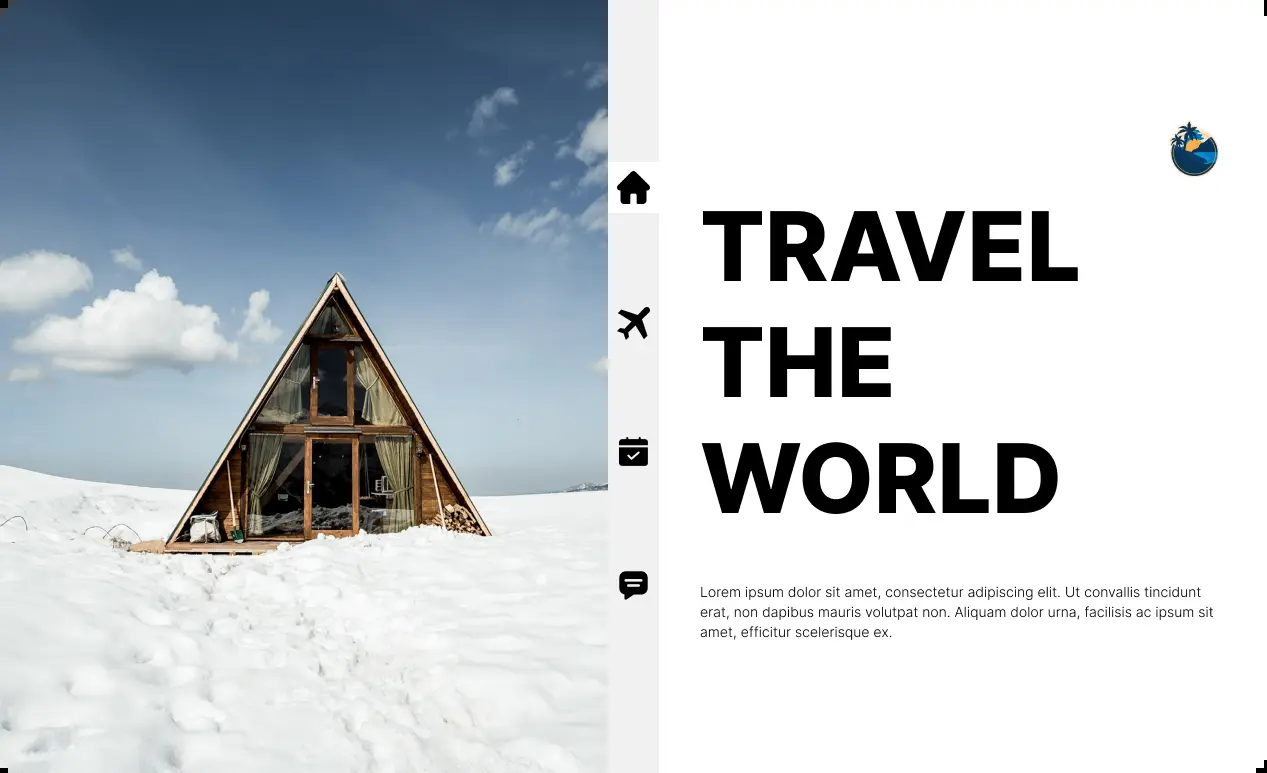 TRAVEL
THE
WORLD
Lorem ipsum dolor sit amet, consectetur adipiscing elit. Ut convallis tincidunt
erat, non dapibus mauris volutpat non. Aliquam dolor urna, facilisis ac ipsum sit
amet, efficitur scelerisque ex.